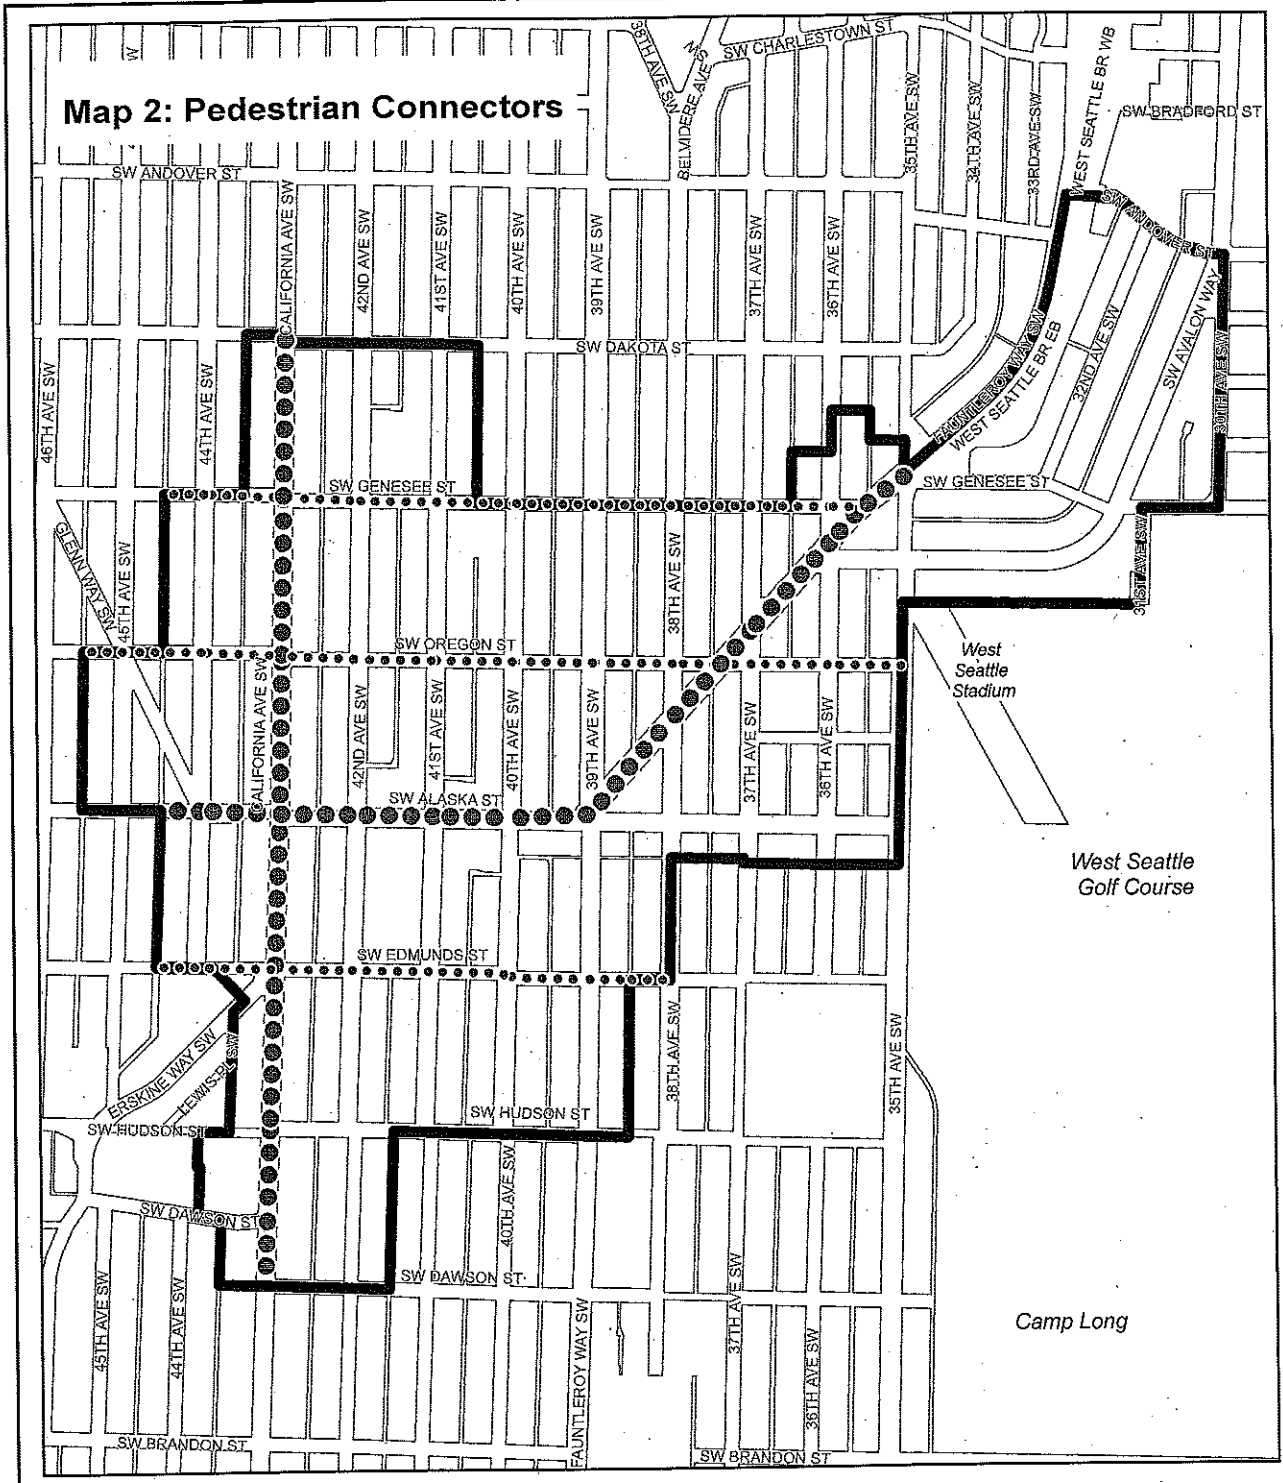 Map 2: Pedestrian Connectors
38TH AVE SW
BELVIDERE AVE SW
SW CHARLESTOWN ST
35TH AVE SW
34TH AVE SW
33RD AVE SW
WEST SEATTLE BR WB
SW BRADFORD ST
SW ANDOVER ST
SW ANDOVER ST
CALIFORNIA AVE SW
42ND AVE SW
41ST AVE SW
40TH AVE SW
39TH AVE SW
37TH AVE SW
36TH AVE SW
SW DAKOTA ST
46TH AVE SW
44TH AVE SW
FAUNTLEROY WAY SW
WEST SEATTLE BR EB
32ND AVE SW
SW AVALON WAY
30TH AVE SW
SW GENESEE ST
SW GENESEE ST
GLENN WAY SW
45TH AVE SW
38TH AVE SW
31ST AVE SW
SW OREGON ST
West
Seattle
Stadium
CALIFORNIA AVE SW
42ND AVE SW
41ST AVE SW
40TH AVE SW
39TH AVE SW
37TH AVE SW
36TH AVE SW
SW ALASKA ST
West Seattle
Golf Course
SW EDMUNDS ST
ERSKINE WAY SW
LEWIS PL SW
38TH AVE SW
35TH AVE SW
SW HUDSON ST
SW HUDSON ST
40TH AVE SW
SW DAWSON ST
SW DAWSON ST
45TH AVE SW
44TH AVE SW
FAUNTLEROY WAY SW
37TH AVE SW
36TH AVE SW
Camp Long
SW BRANDON ST
SW BRANDON ST